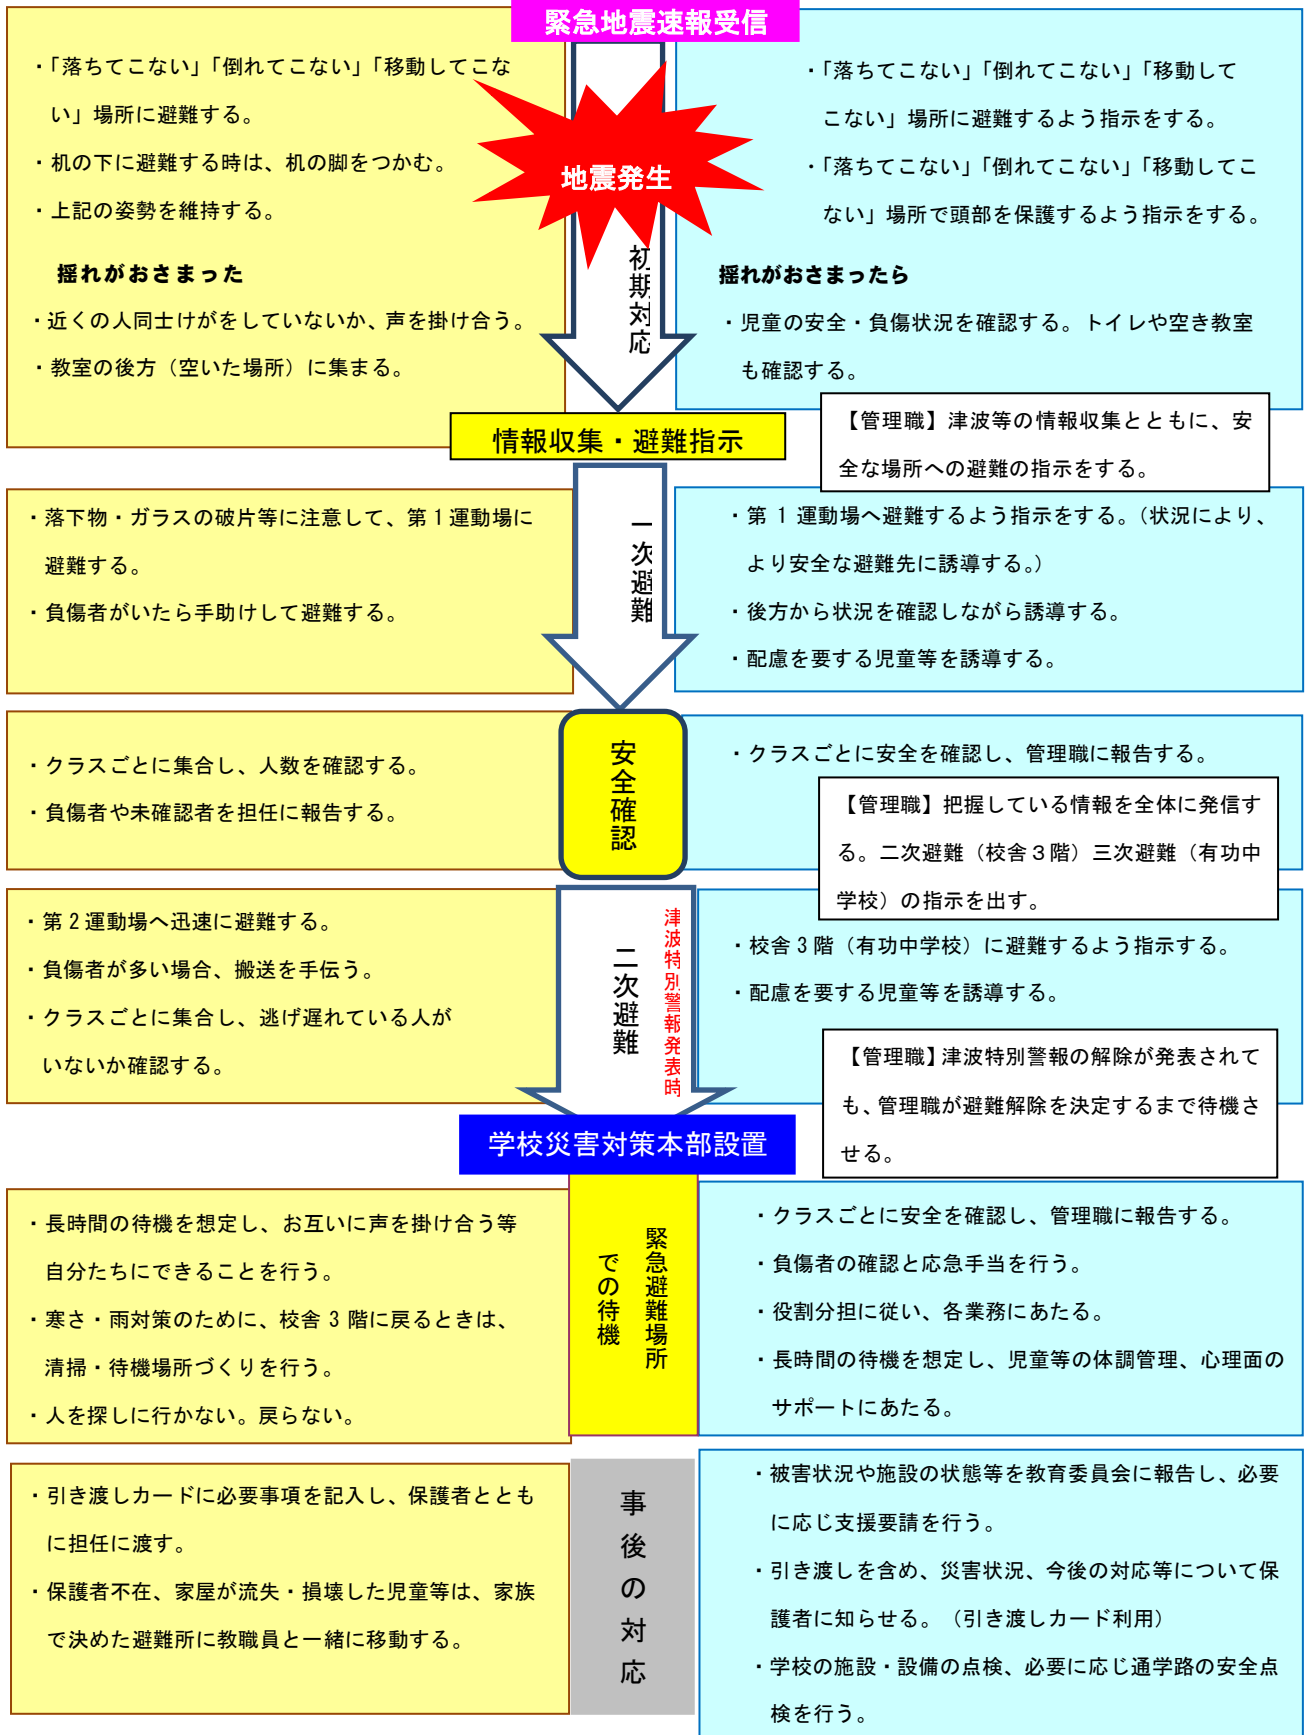 緊急地震速報受信
・「落ちてこない」「倒れてこない」「移動してこな
い」場所に避難する。
・机の下に避難する時は、机の脚をつかむ。
・上記の姿勢を維持する。
揺れがおさまった
・近くの人同士けがをしていないか、声を掛け合う。
・教室の後方（空いた場所）に集まる。
地震発生
初期対応
・「落ちてこない」「倒れてこない」「移動して
こない」場所に避難するよう指示をする。
・「落ちてこない」「倒れてこない」「移動してこ
ない」場所で頭部を保護するよう指示をする。
揺れがおさまったら
・児童の安全・負傷状況を確認する。トイレや空き教室
も確認する。
情報収集・避難指示
【管理職】津波等の情報収集とともに、安
全な場所への避難の指示をする。
・落下物・ガラスの破片等に注意して、第１運動場に
避難する。
・負傷者がいたら手助けして避難する。
一次避難
・第 1 運動場へ避難するよう指示をする。（状況により、
より安全な避難先に誘導する。）
・後方から状況を確認しながら誘導する。
・配慮を要する児童等を誘導する。
・クラスごとに集合し、人数を確認する。
・負傷者や未確認者を担任に報告する。
安全確認
・クラスごとに安全を確認し、管理職に報告する。
【管理職】把握している情報を全体に発信す
る。二次避難（校舎３階）三次避難（有功中
学校）の指示を出す。
・第２運動場へ迅速に避難する。
・負傷者が多い場合、搬送を手伝う。
・クラスごとに集合し、逃げ遅れている人が
いないか確認する。
二次避難
津波特別警報発表時
・校舎３階（有功中学校）に避難するよう指示する。
・配慮を要する児童等を誘導する。
【管理職】津波特別警報の解除が発表されて
も、管理職が避難解除を決定するまで待機さ
せる。
学校災害対策本部設置
・長時間の待機を想定し、お互いに声を掛け合う等
自分たちにできることを行う。
・寒さ・雨対策のために、校舎 3 階に戻るときは、
清掃・待機場所づくりを行う。
・人を探しに行かない。戻らない。
緊急避難場所
での待機
・クラスごとに安全を確認し、管理職に報告する。
・負傷者の確認と応急手当を行う。
・役割分担に従い、各業務にあたる。
・長時間の待機を想定し、児童等の体調管理、心理面の
サポートにあたる。
・引き渡しカードに必要事項を記入し、保護者ととも
に担任に渡す。
・保護者不在、家屋が流失・損壊した児童等は、家族
で決めた避難所に教職員と一緒に移動する。
事後の対応
・被害状況や施設の状態等を教育委員会に報告し、必要
に応じ支援要請を行う。
・引き渡しを含め、災害状況、今後の対応等について保
護者に知らせる。（引き渡しカード利用）
・学校の施設・設備の点検、必要に応じ通学路の安全点
検を行う。